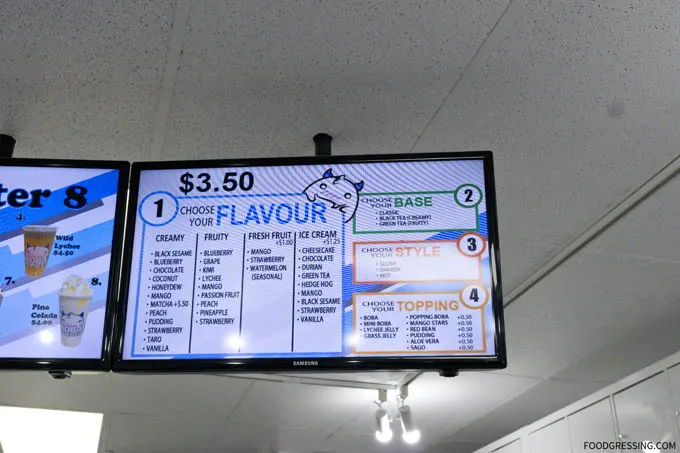 ter 8
4.
Wild
Lychee
$4.50
7.
8.
Pina
Colada
$4.00
$3.50
1
CHOOSE
YOUR FLAVOUR
CREAMY
• BLACK SESAME
• BLUEBERRY
• CHOCOLATE
• COCONUT
• HONEYDEW
• MANGO
• MATCHA +$.50
• PEACH
• PUDDING
• STRAWBERRY
• TARO
• VANILLA
FRUITY
• BLUEBERRY
• GRAPE
• KIWI
• LYCHEE
• MANGO
• PASSION FRUIT
• PEACH
• PINEAPPLE
• STRAWBERRY
FRESH FRUIT
+$1.00
• MANGO
• STRAWBERRY
• WATERMELON
(SEASONAL)
ICE CREAM
+$1.25
• CHEESECAKE
• CHOCOLATE
• DURIAN
• GREEN TEA
• HEDGE HOG
• MANGO
• BLACK SESAME
• STRAWBERRY
• VANILLA
CHOOSE
YOUR BASE
2
• CLASSIC
• BLACK TEA (CREAMY)
• GREEN TEA (FRUITY)
CHOOSE
YOUR STYLE
3
• SLUSH
• SHAKER
• HOT
CHOOSE
YOUR TOPPING
4
• BOBA
• MINI BOBA
• LYCHEE JELLY
• GRASS JELLY
• POPPING BOBA +0.50
• MANGO STARS +0.50
• RED BEAN +0.50
• PUDDING +0.50
• ALOE VERA +0.50
• SAGO +0.50
SAMSUNG
FOODGRESSING.COM